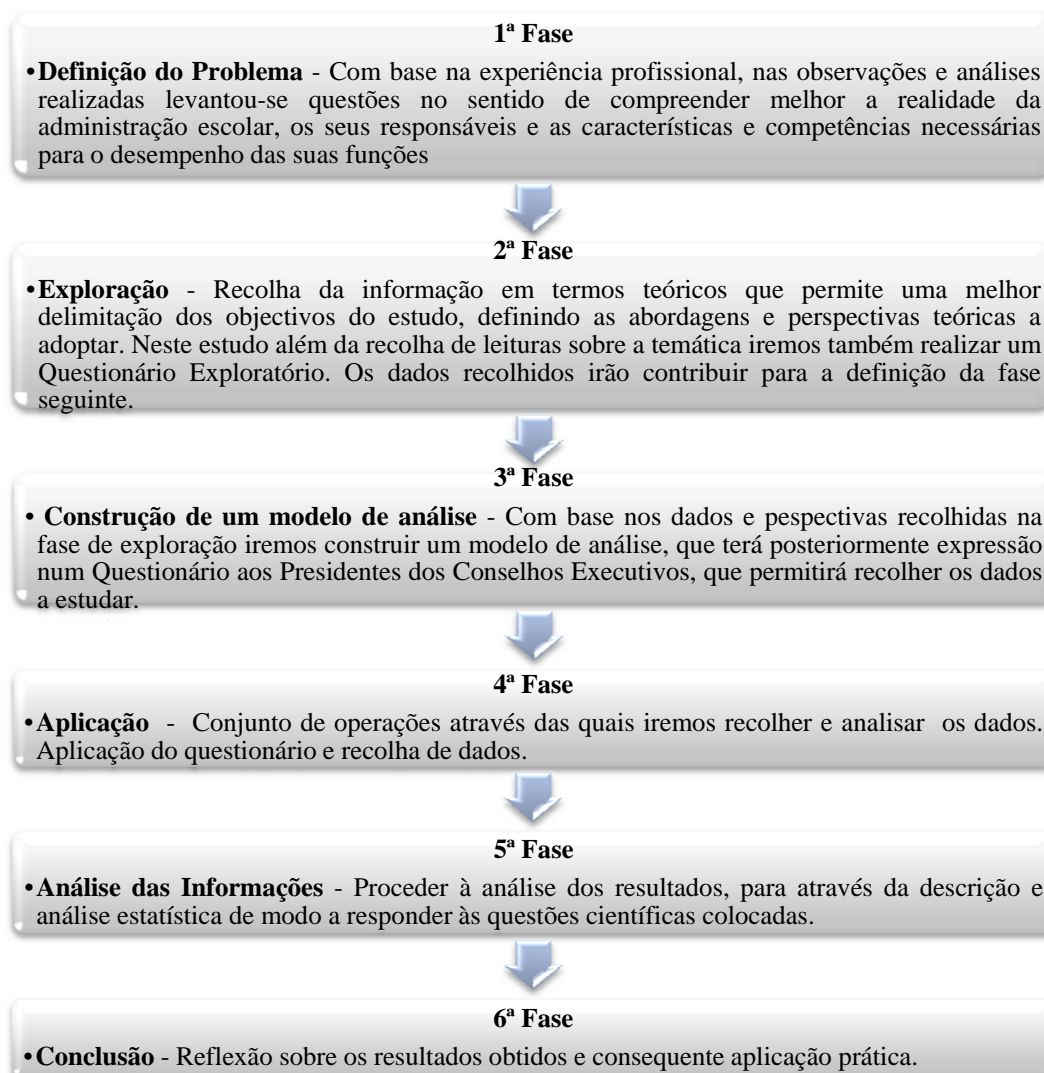 1ª Fase
•Definição do Problema - Com base na experiência profissional, nas observações e análises
realizadas levantou-se questões no sentido de compreender melhor a realidade da
administração escolar, os seus responsáveis e as características e competências necessárias
para o desempenho das suas funções
2ª Fase
•Exploração - Recolha da informação em termos teóricos que permite uma melhor
delimitação dos objectivos do estudo, definindo as abordagens e perspectivas teóricas a
adoptar. Neste estudo além da recolha de leituras sobre a temática iremos também realizar um
Questionário Exploratório. Os dados recolhidos irão contribuir para a definição da fase
seguinte.
3ª Fase
• Construção de um modelo de análise - Com base nos dados e pespectivas recolhidas na
fase de exploração iremos construir um modelo de análise, que terá posteriormente expressão
num Questionário aos Presidentes dos Conselhos Executivos, que permitirá recolher os dados
a estudar.
4ª Fase
•Aplicação - Conjunto de operações através das quais iremos recolher e analisar os dados.
Aplicação do questionário e recolha de dados.
5ª Fase
•Análise das Informações - Proceder à análise dos resultados, para através da descrição e
análise estatística de modo a responder às questões científicas colocadas.
6ª Fase
•Conclusão - Reflexão sobre os resultados obtidos e consequente aplicação prática.